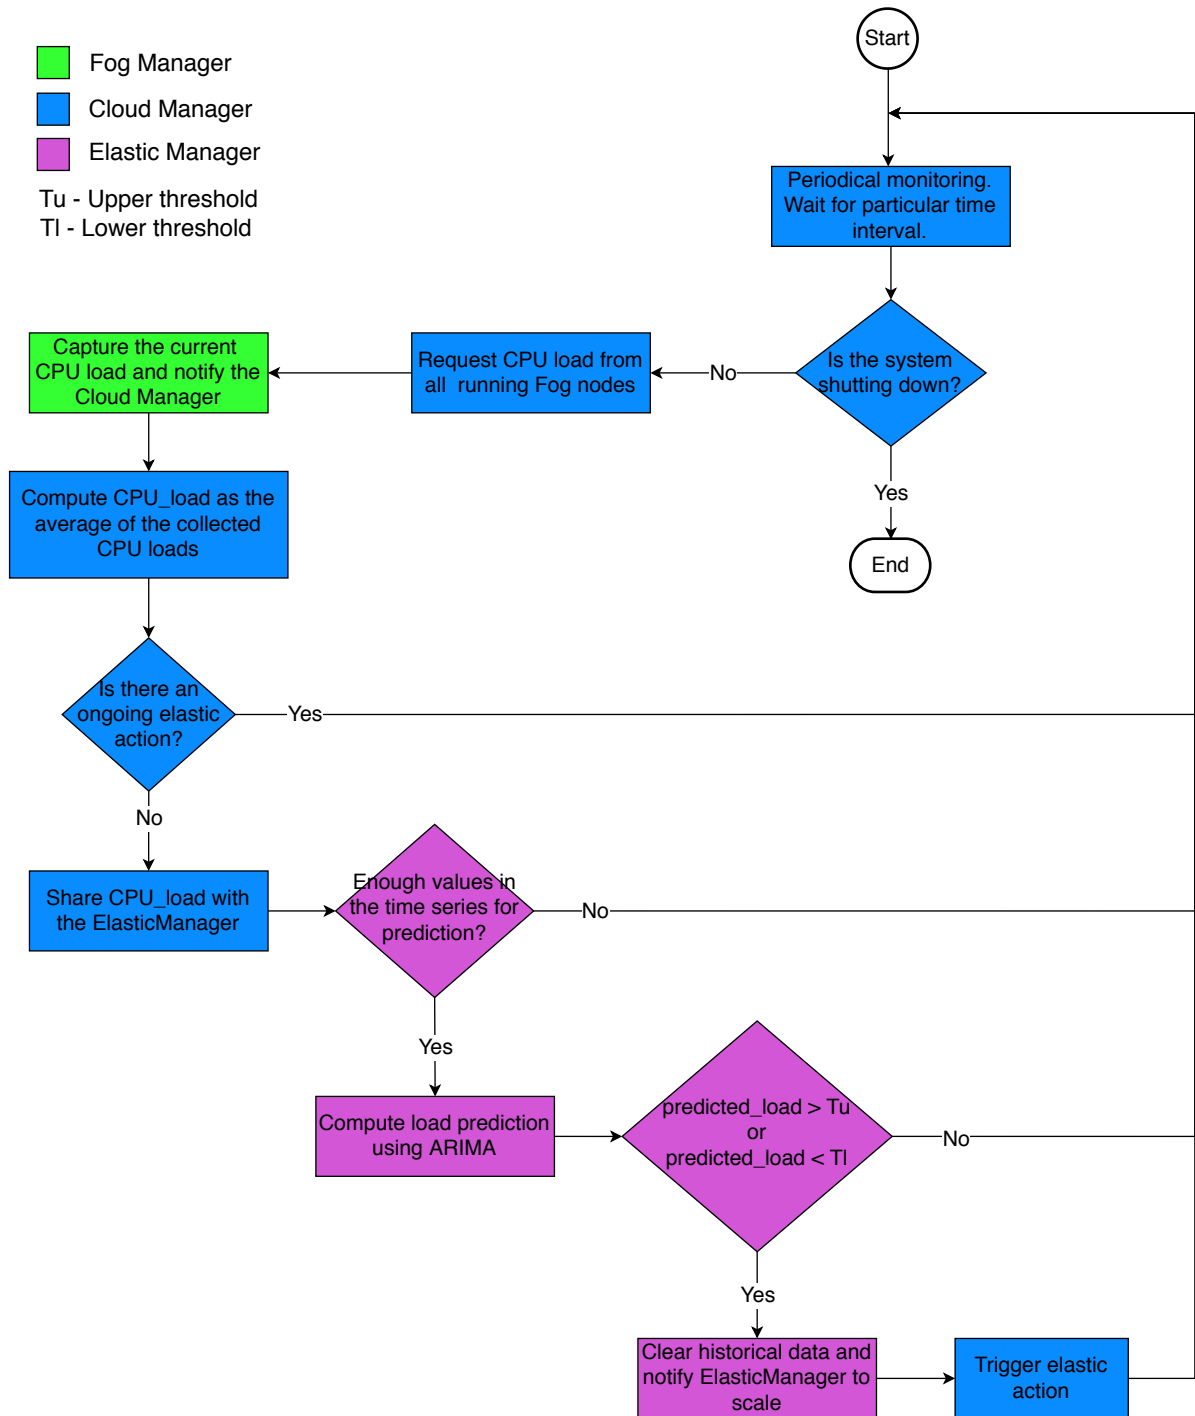 Start
Fog Manager
Cloud Manager
Elastic Manager
Tu - Upper threshold
Tl - Lower threshold
Periodical monitoring.
Wait for particular time
interval.
Is the system
shutting down?
No
Request CPU load from
all running Fog nodes
Capture the current
CPU load and notify the
Cloud Manager
Yes
End
Compute CPU_load as the
average of the collected
CPU loads
Is there an
ongoing elastic
action?
Yes
No
Share CPU_load with
the ElasticManager
Enough values in
the time series for
prediction?
No
Yes
Compute load prediction
using ARIMA
predicted_load > Tu
or
predicted_load < Tl
No
Yes
Clear historical data and
notify ElasticManager to
scale
Trigger elastic
action